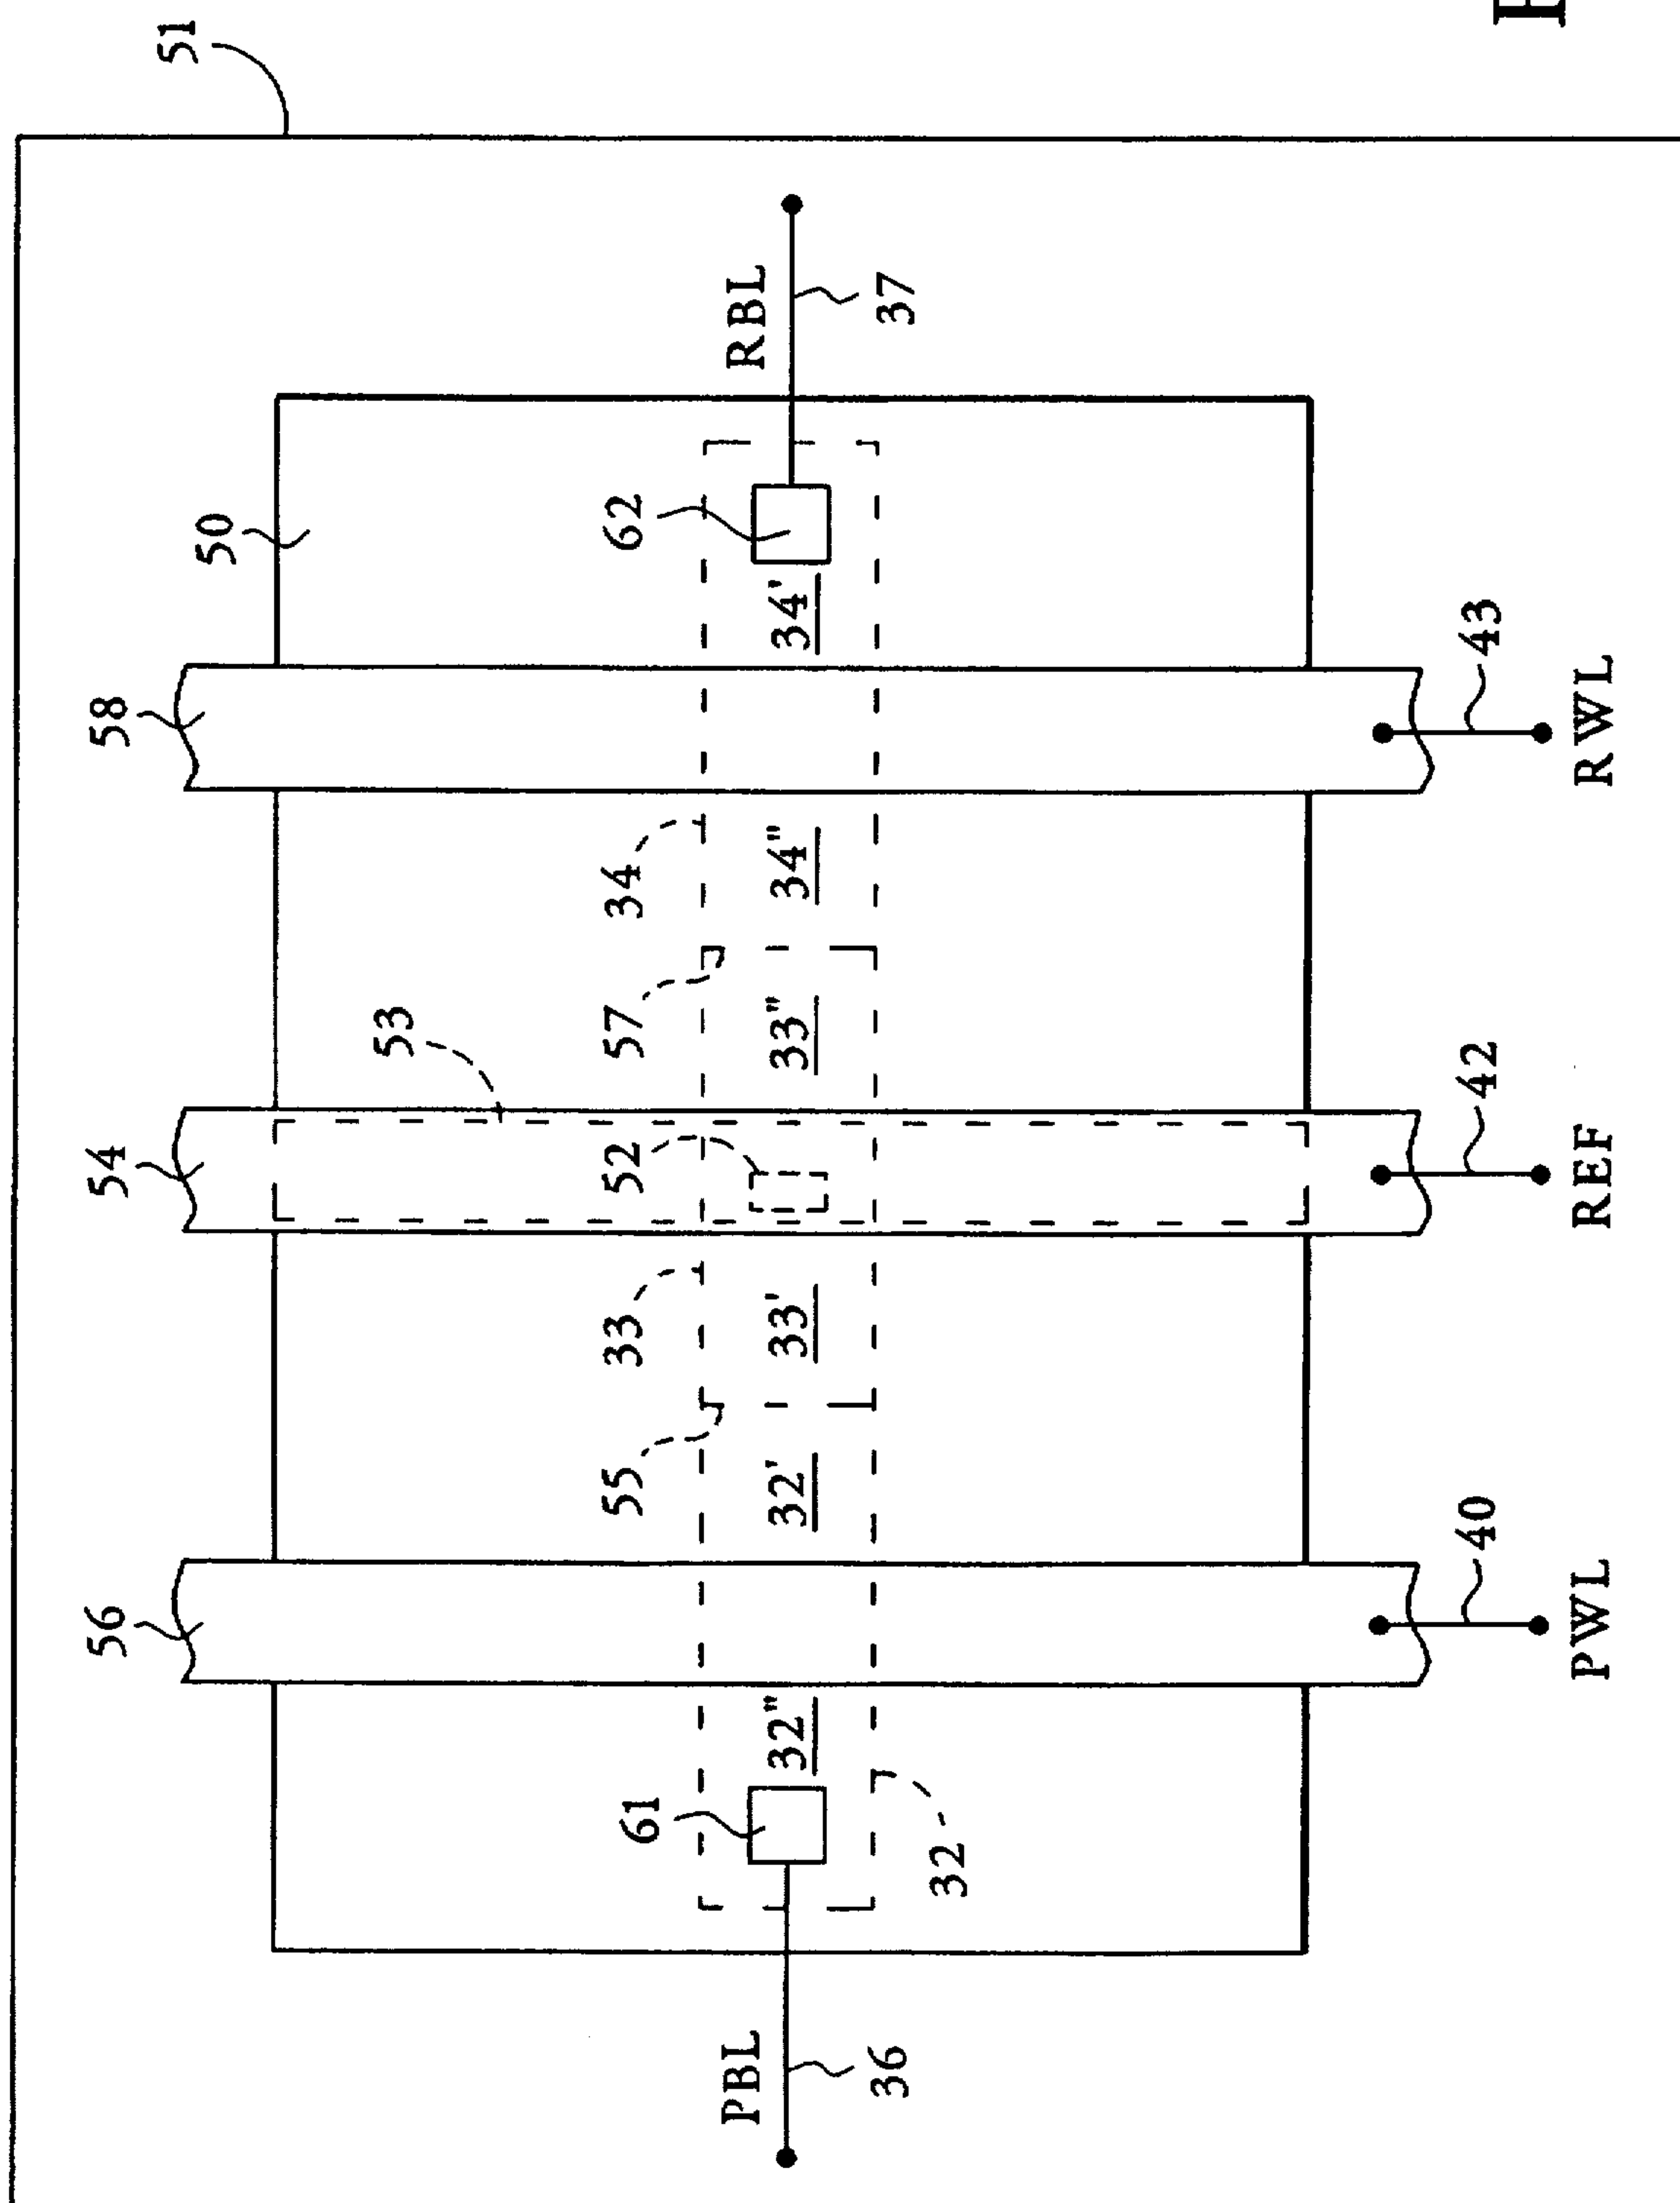 56 54 58
50 51
53
61 55 33 52 57 34 62
PBL RBL
32" 32' 33' 33" 34" 34'
36 32 37
40 42 43
PWL REF RWL